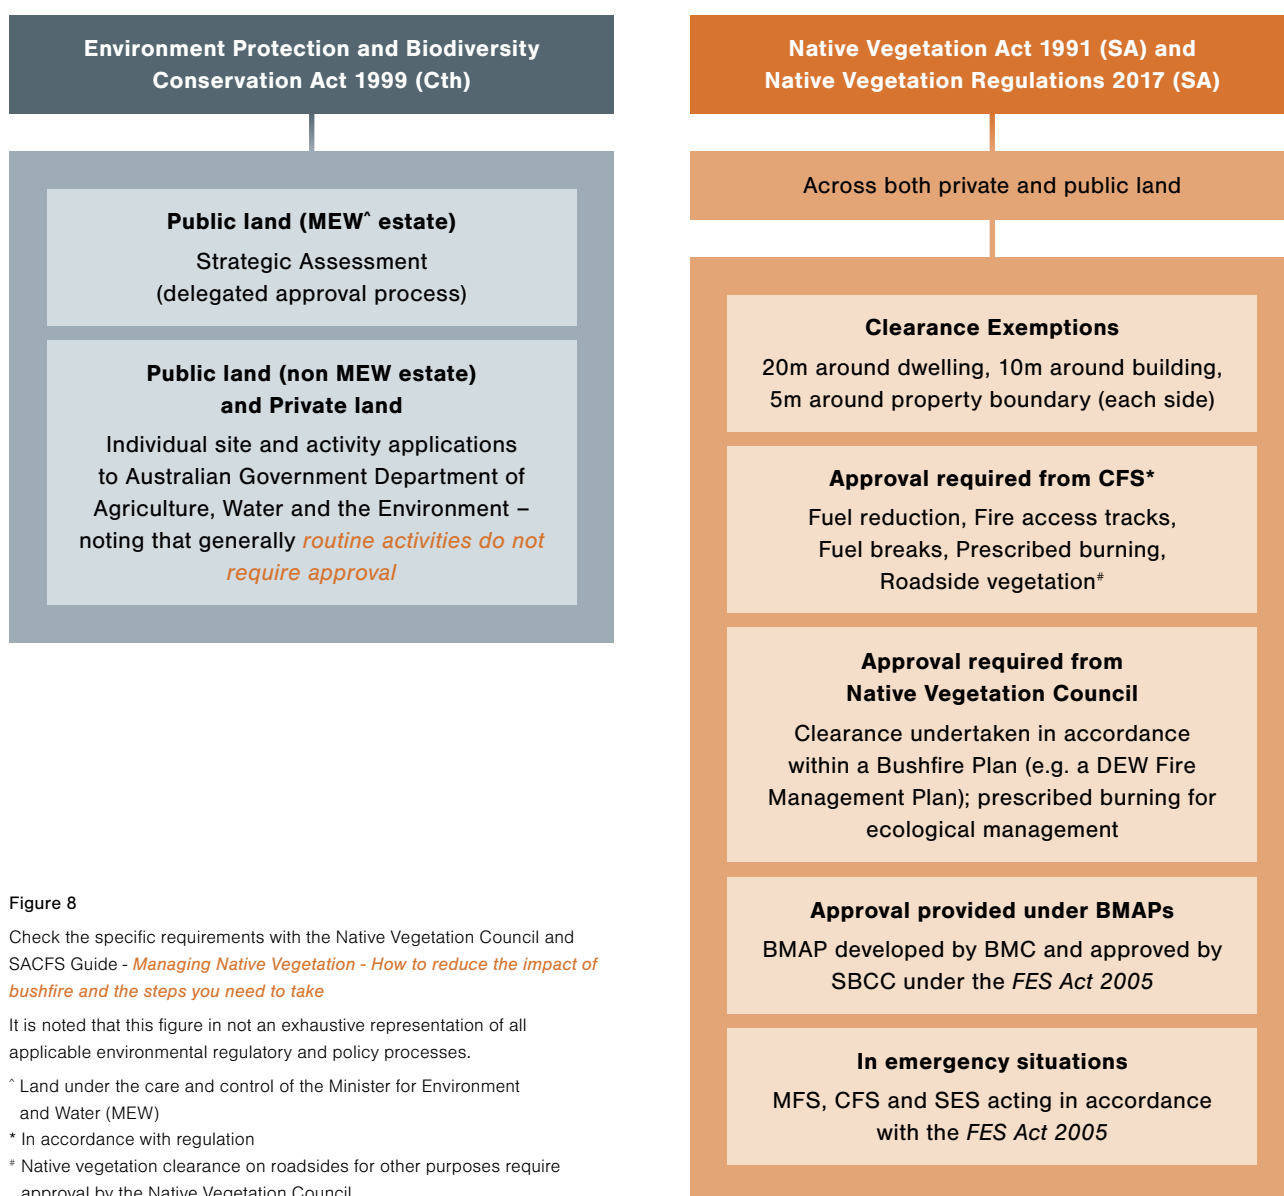 Environment Protection and Biodiversity
Conservation Act 1999 (Cth)
Public land (MEW^ estate)
Strategic Assessment
(delegated approval process)
Public land (non MEW estate)
and Private land
Individual site and activity applications
to Australian Government Department of
Agriculture, Water and the Environment –
noting that generally routine activities do not
require approval
Native Vegetation Act 1991 (SA) and
Native Vegetation Regulations 2017 (SA)
Across both private and public land
Clearance Exemptions
20m around dwelling, 10m around building,
5m around property boundary (each side)
Approval required from CFS*
Fuel reduction, Fire access tracks,
Fuel breaks, Prescribed burning,
Roadside vegetation#
Approval required from
Native Vegetation Council
Clearance undertaken in accordance
within a Bushfire Plan (e.g. a DEW Fire
Management Plan); prescribed burning for
ecological management
Approval provided under BMAPs
BMAP developed by BMC and approved by
SBCC under the FES Act 2005
In emergency situations
MFS, CFS and SES acting in accordance
with the FES Act 2005
Figure 8
Check the specific requirements with the Native Vegetation Council and
SACFS Guide - Managing Native Vegetation - How to reduce the impact of
bushfire and the steps you need to take
It is noted that this figure in not an exhaustive representation of all
applicable environmental regulatory and policy processes.
^ Land under the care and control of the Minister for Environment
and Water (MEW)
* In accordance with regulation
# Native vegetation clearance on roadsides for other purposes require
approval by the Native Vegetation Council